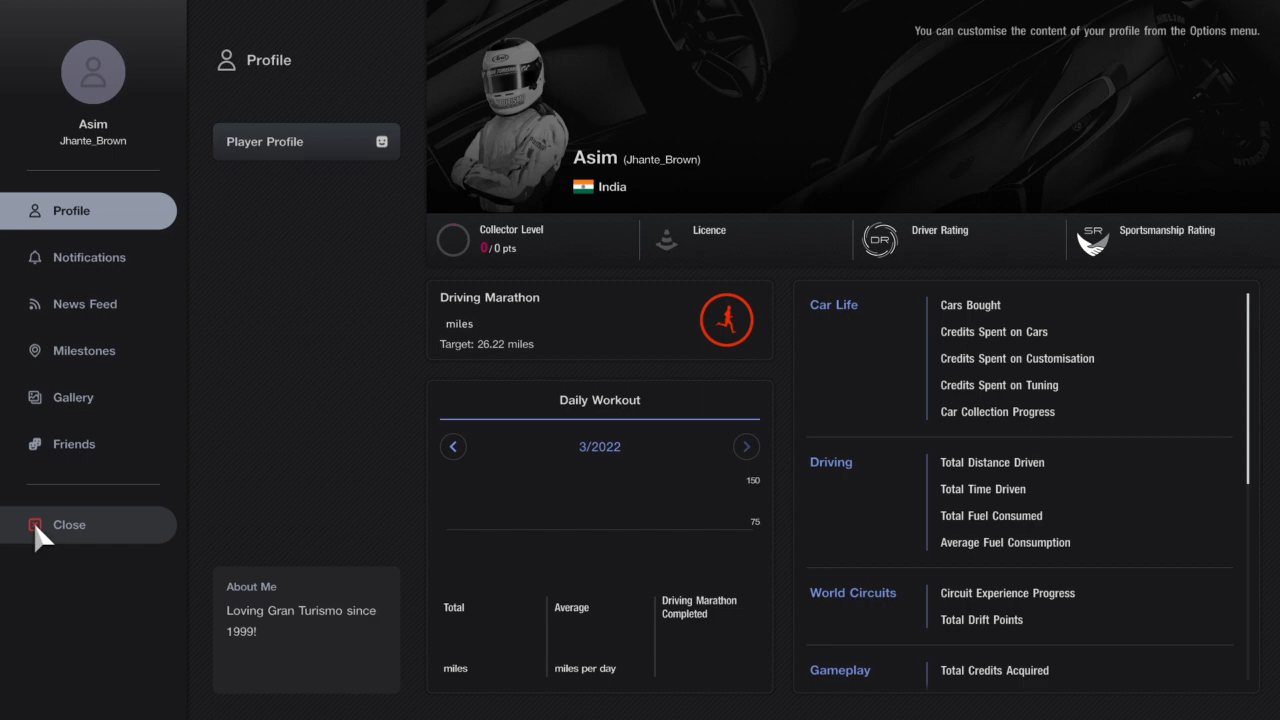 Asim
Jhante_Brown
Profile
Notifications
News Feed
Milestones
Gallery
Friends
Close
Profile
Player Profile
About Me
Loving Gran Turismo since
1999!
You can customise the content of your profile from the Options menu.
Asim (Jhante_Brown)
India
Collector Level
0 / 0 pts
Licence
DR
Driver Rating
SR
Sportsmanship Rating
Driving Marathon
miles
Target: 26.22 miles
Daily Workout
3/2022
150
75
Total
miles
Average
miles per day
Driving Marathon
Completed
Car Life
Cars Bought
Credits Spent on Cars
Credits Spent on Customisation
Credits Spent on Tuning
Car Collection Progress
Driving
Total Distance Driven
Total Time Driven
Total Fuel Consumed
Average Fuel Consumption
World Circuits
Circuit Experience Progress
Total Drift Points
Gameplay
Total Credits Acquired